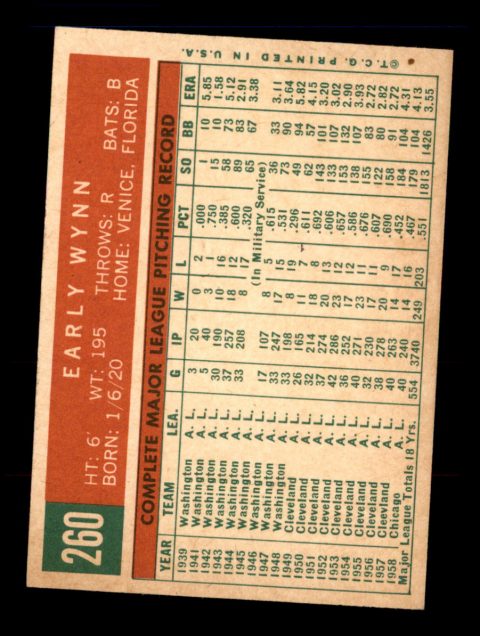 260
EARLY WYNN
HT: 6' WT: 195 THROWS: R BATS: B
BORN: 1/6/20 HOME: VENICE, FLORIDA
COMPLETE MAJOR LEAGUE PITCHING RECORD
YEAR TEAM LEA. G IP W L PCT SO BB ERA
1939 Washington A. L. 3 20 0 2 .000 1 10 5.85
1941 Washington A. L. 5 40 3 1 .750 15 10 1.58
1942 Washington A. L. 30 190 10 16 .385 58 73 5.12
1943 Washington A. L. 37 257 18 12 .600 89 83 2.91
1944 Washington A. L. 33 208 8 17 .320 65 67 3.38
1945 Washington A. L. (In Military Service)
1946 Washington A. L. 17 107 8 5 .615 36 33 3.11
1947 Washington A. L. 33 247 17 15 .531 73 90 3.64
1948 Washington A. L. 33 198 8 19 .296 49 94 5.82
1949 Cleveland A. L. 26 165 11 7 .611 62 57 4.15
1950 Cleveland A. L. 32 214 18 8 .692 143 101 3.20
1951 Cleveland A. L. 37 274 20 13 .606 133 107 3.02
1952 Cleveland A. L. 42 286 23 12 .657 153 132 2.90
1953 Cleveland A. L. 36 252 17 12 .586 138 107 3.93
1954 Cleveland A. L. 40 271 23 11 .676 155 83 2.72
1955 Cleveland A. L. 32 230 17 11 .607 122 80 2.82
1956 Cleveland A. L. 38 278 20 9 .690 158 91 2.72
1957 Cleveland A. L. 40 263 14 17 .452 184 104 4.31
1958 Chicago A. L. 40 240 14 16 .467 179 104 4.13
Major League Totals 18 Yrs. 554 3740 249 203 .551 1813 1426 3.55
© T. C. G. PRINTED IN U. S. A.